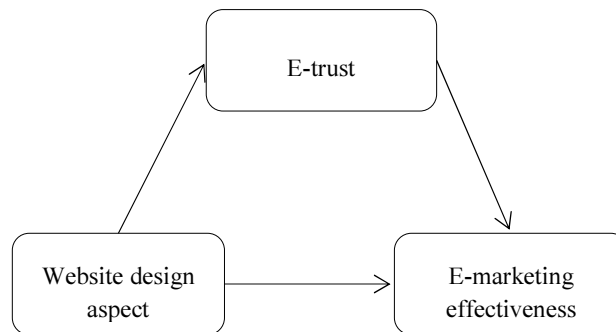 E-trust
Website design
aspect
E-marketing
effectiveness